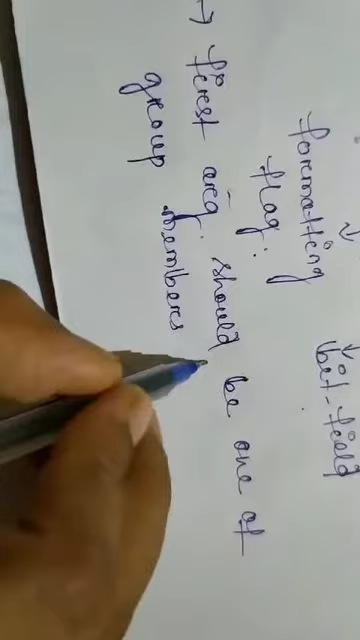 formatting
flag. bit-field
→ first arg. should be one of
group members